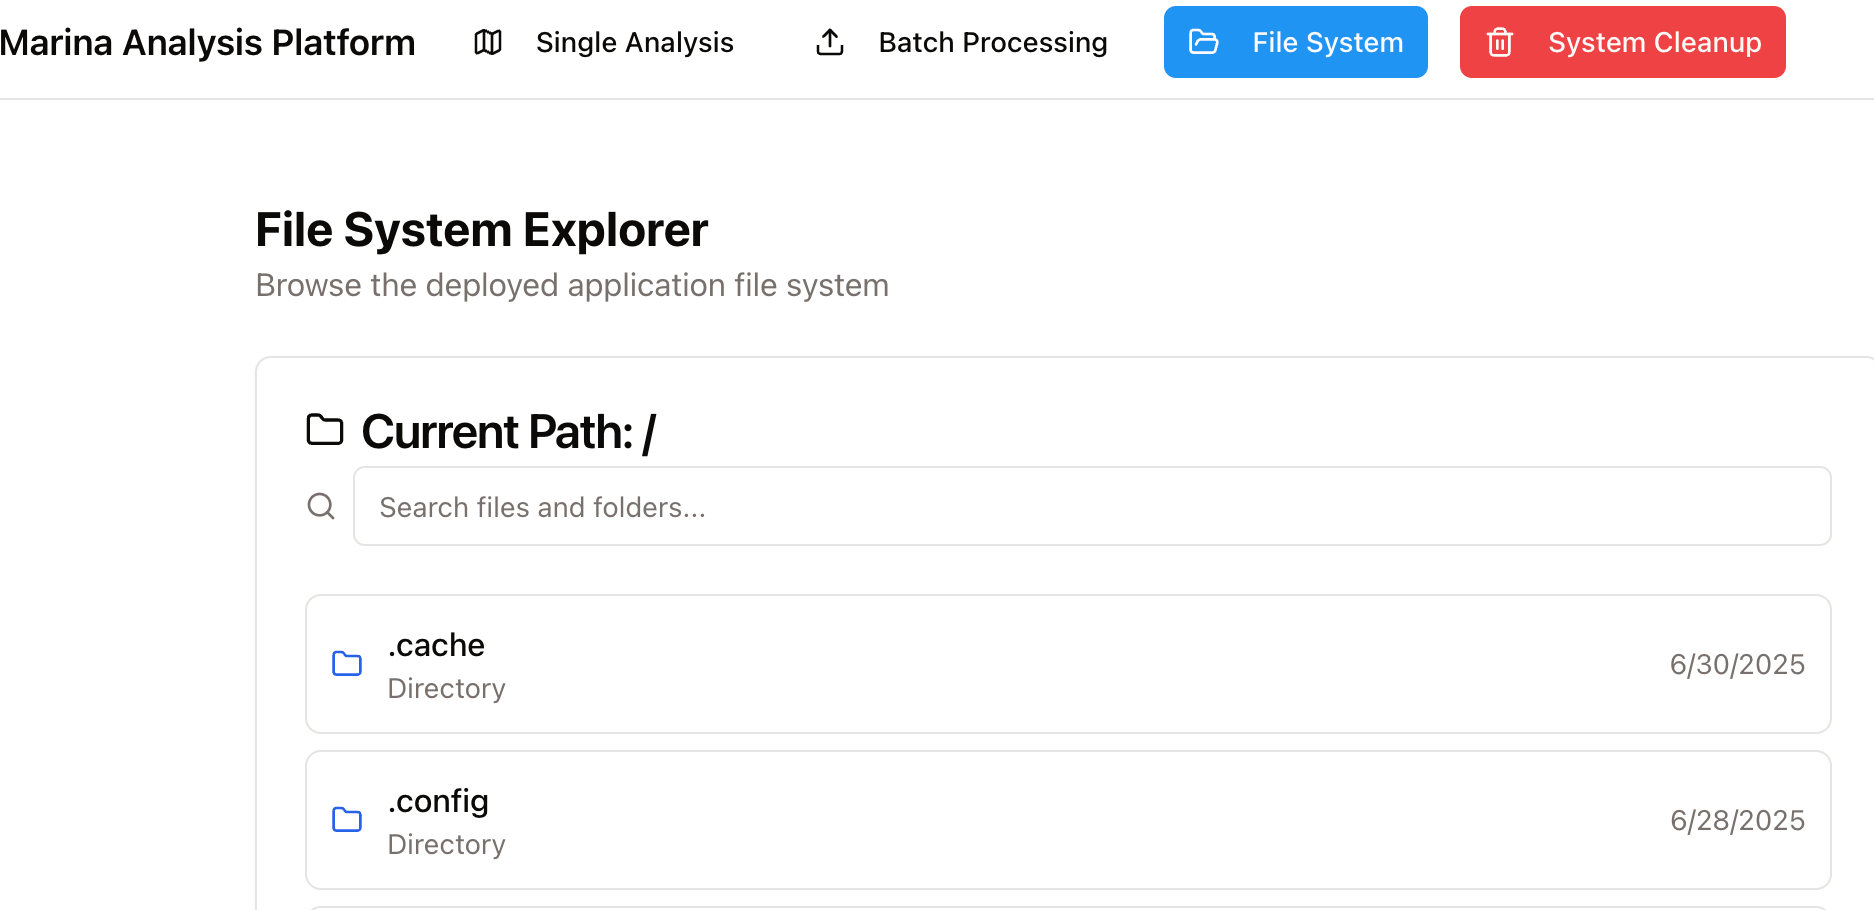 Marina Analysis Platform Single Analysis Batch Processing File System System Cleanup
File System Explorer
Browse the deployed application file system
Current Path: /
Search files and folders...
.cache
Directory
6/30/2025
.config
Directory
6/28/2025